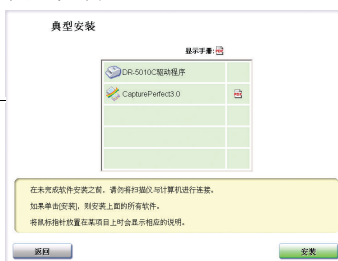 典型安装
显示手册:
DR-5010C驱动程序
CapturePerfect3.0
在未完成软件安装之前，请勿将扫描仪与计算机进行连接。
如果单击[安装]，则安装上面的所有软件。
将鼠标指针放置在某项目上时会显示相应的说明。
返回
安装